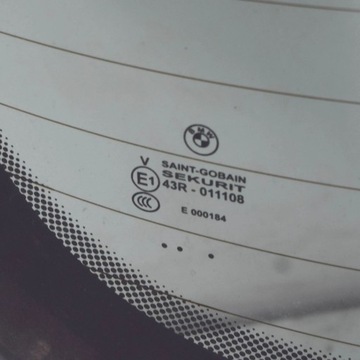 BMW
V
SAINT-GOBAIN
SEKURIT
E1 43R - 011108
CCC
E 000184